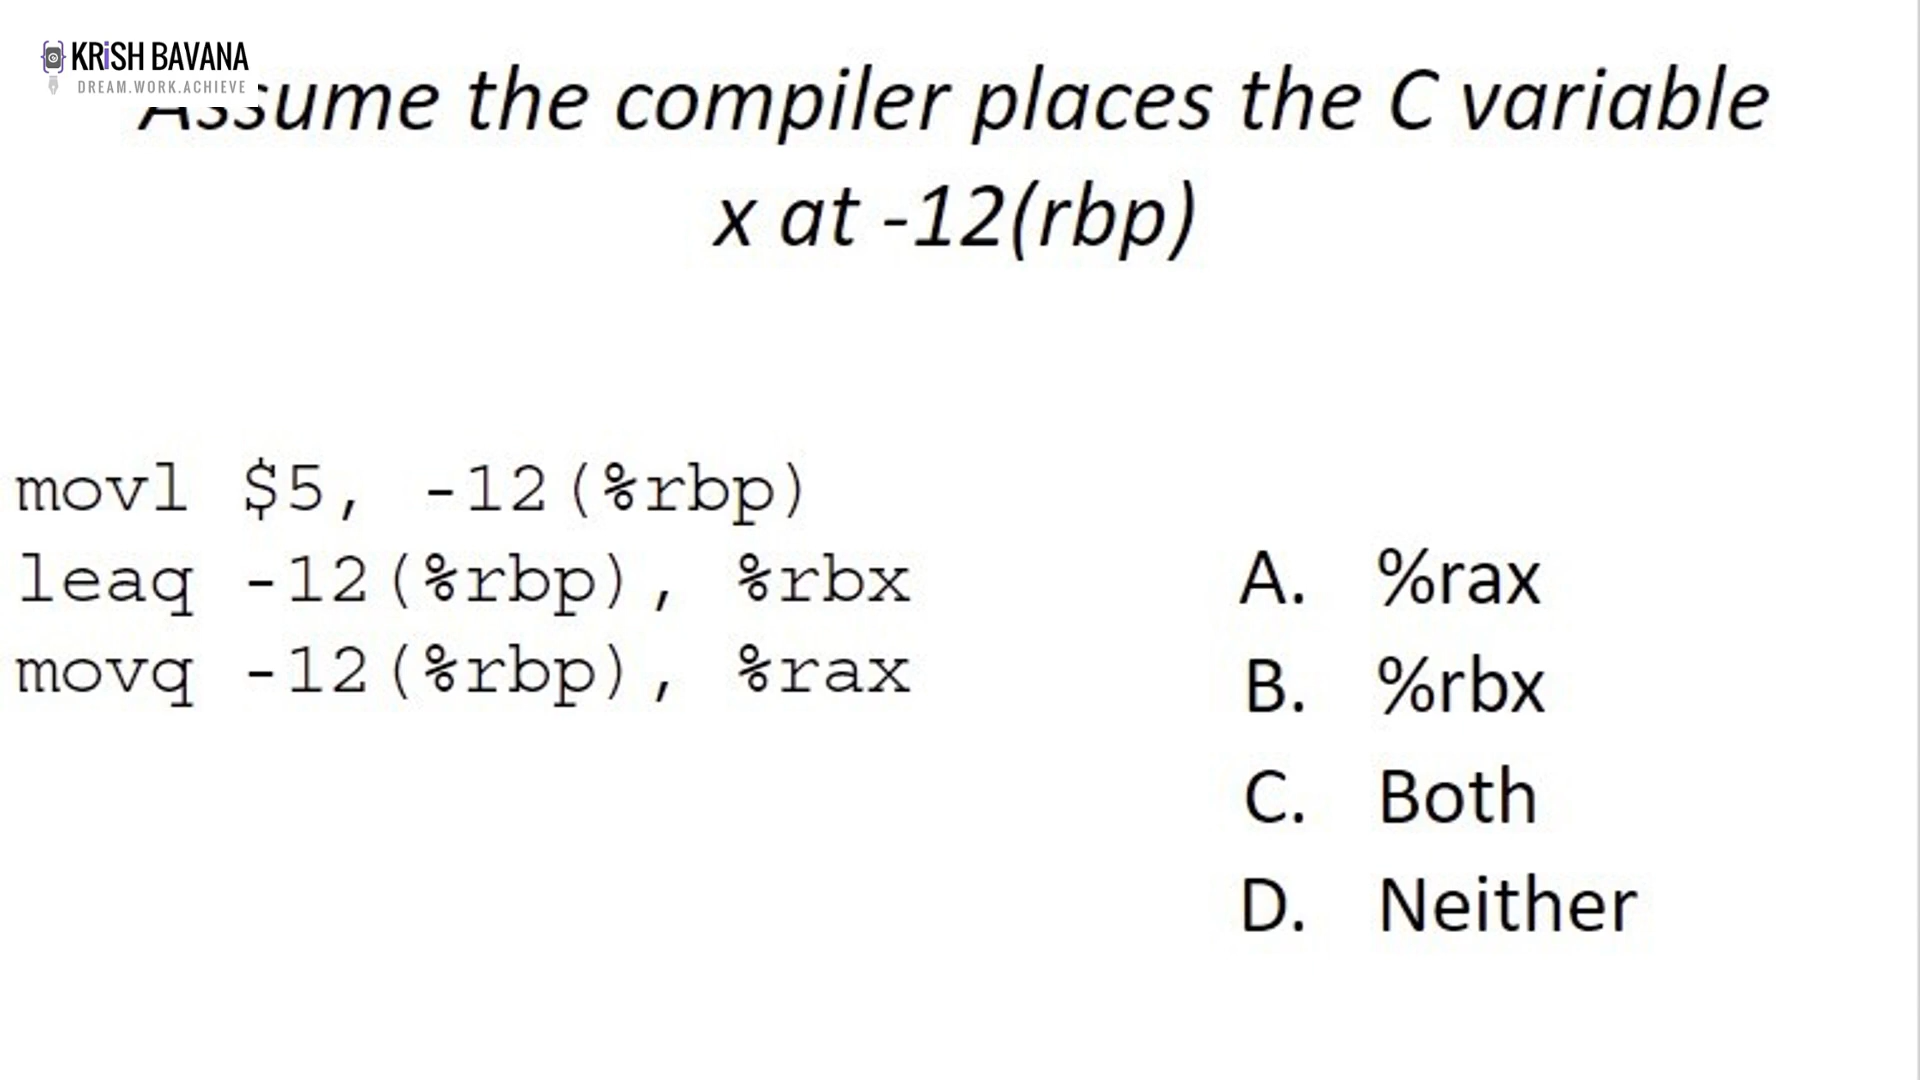 KRiSH BAVANA
DREAM.WORK.ACHIEVE
Assume the compiler places the C variable
x at -12(rbp)
movl $5, -12(%rbp)
leaq -12(%rbp), %rbx
movq -12(%rbp), %rax
A. %rax
B. %rbx
C. Both
D. Neither